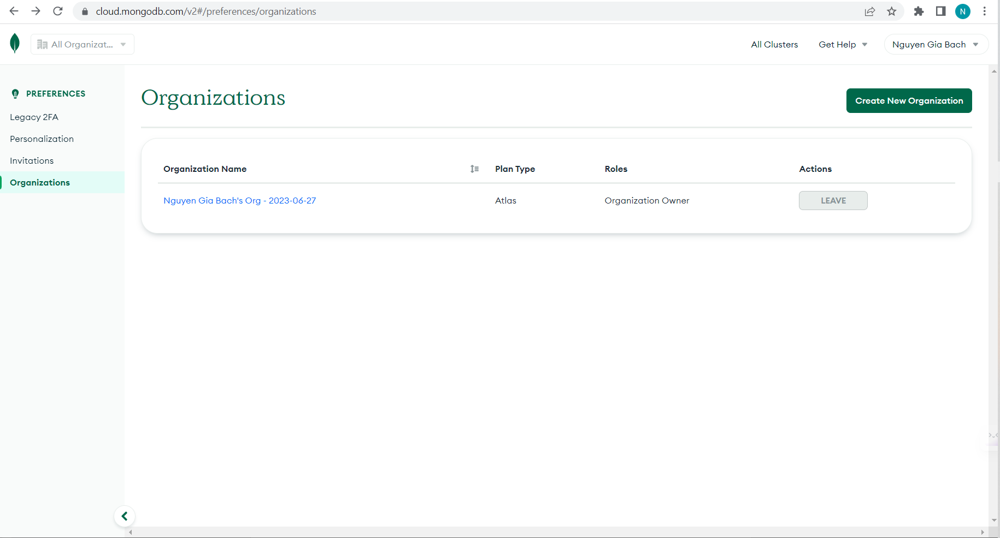 cloud.mongodb.com/v2#/preferences/organizations
N
All Organizat...
All Clusters
Get Help
Nguyen Gia Bach
PREFERENCES
Legacy 2FA
Personalization
Invitations
Organizations
Organizations
Create New Organization
Organization Name
Plan Type
Roles
Actions
Nguyen Gia Bach's Org - 2023-06-27
Atlas
Organization Owner
LEAVE